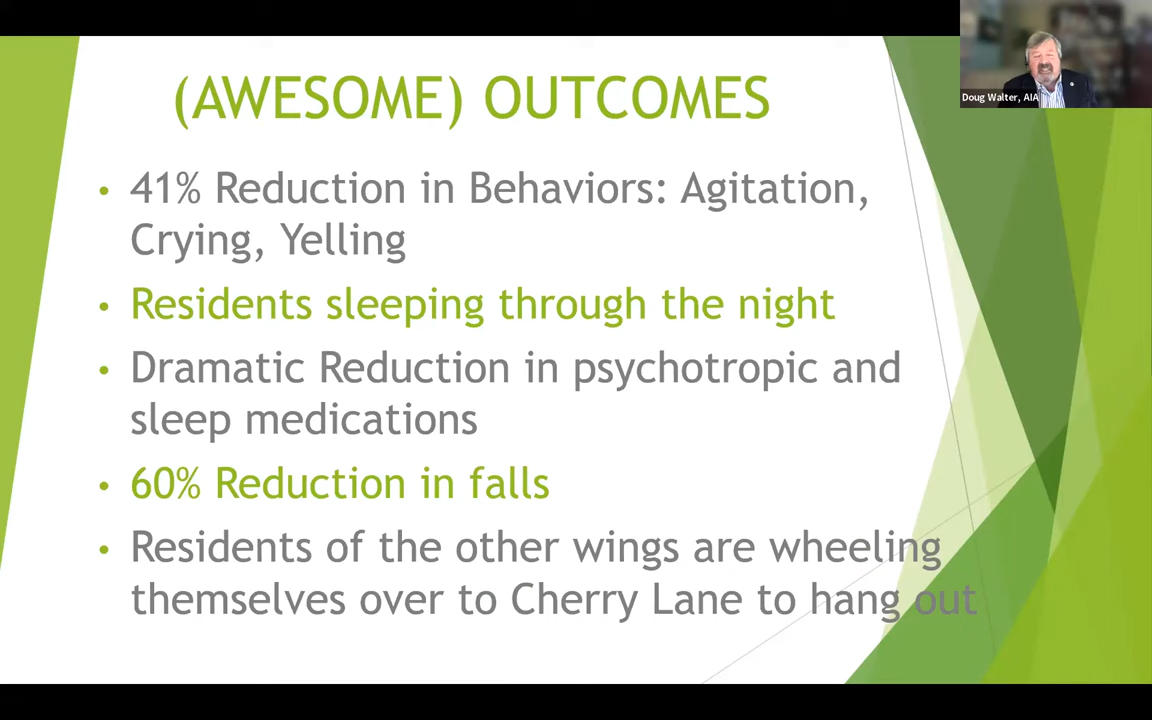 (AWESOME) OUTCOMES
Doug Walter, AIA
• 41% Reduction in Behaviors: Agitation,
Crying, Yelling
• Residents sleeping through the night
• Dramatic Reduction in psychotropic and
sleep medications
• 60% Reduction in falls
• Residents of the other wings are wheeling
themselves over to Cherry Lane to hang out